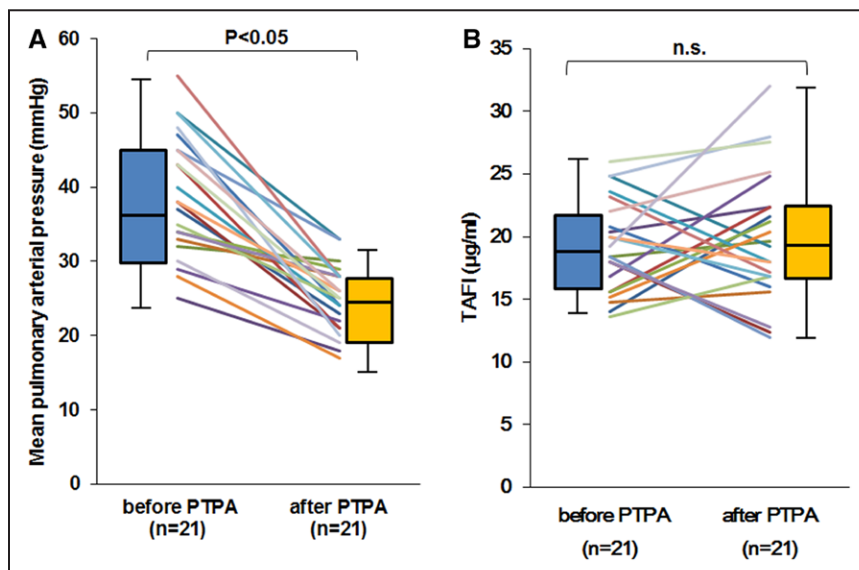 A
P<0.05
Mean pulmonary arterial pressure (mmHg)
60
50
40
30
20
10
0
before PTPA
(n=21)
after PTPA
(n=21)
B
n.s.
TAFI (µg/ml)
35
30
25
20
15
10
5
0
before PTPA
(n=21)
after PTPA
(n=21)